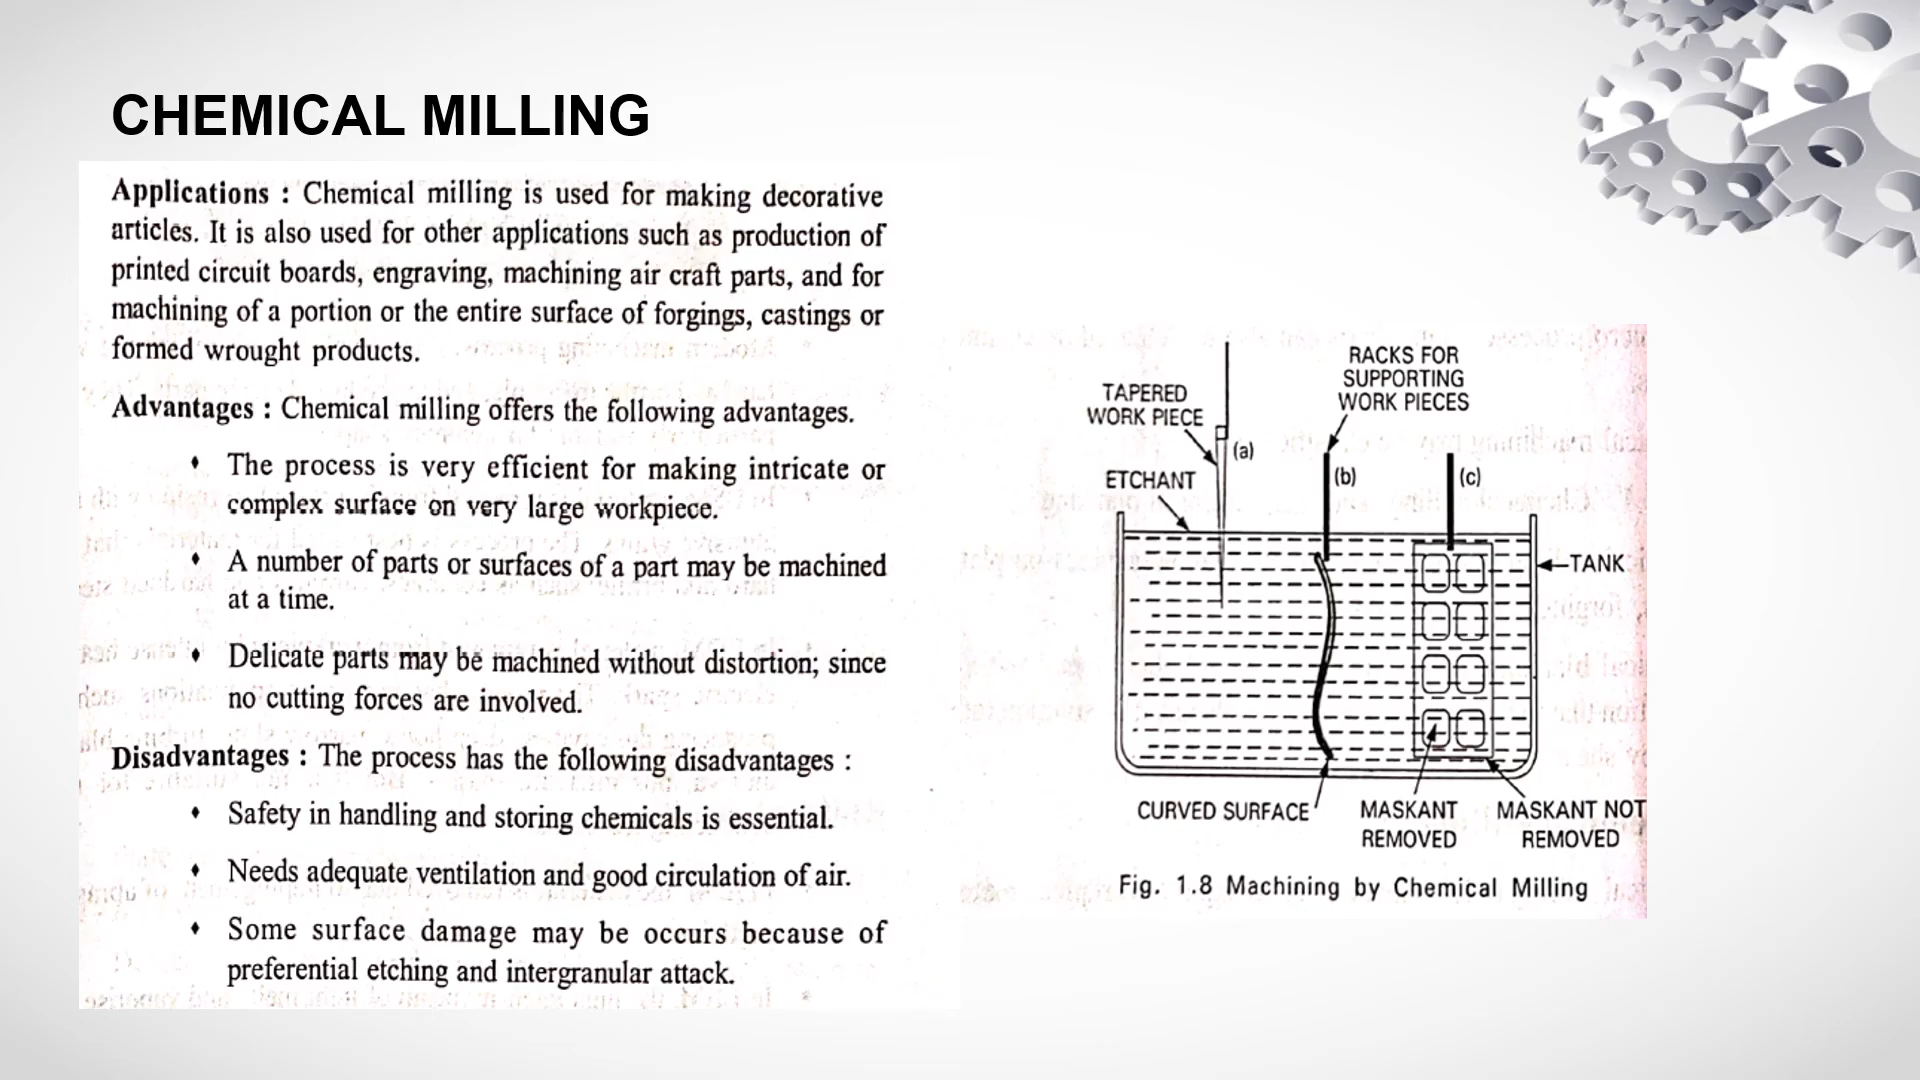 CHEMICAL MILLING
Applications : Chemical milling is used for making decorative
articles. It is also used for other applications such as production of
printed circuit boards, engraving, machining air craft parts, and for
machining of a portion or the entire surface of forgings, castings or
formed wrought products.
Advantages : Chemical milling offers the following advantages.
♦ The process is very efficient for making intricate or
complex surface on very large workpiece.
♦ A number of parts or surfaces of a part may be machined
at a time.
♦ Delicate parts may be machined without distortion; since
no cutting forces are involved.
Disadvantages : The process has the following disadvantages :
♦ Safety in handling and storing chemicals is essential.
♦ Needs adequate ventilation and good circulation of air.
♦ Some surface damage may be occurs because of
preferential etching and intergranular attack.
RACKS FOR
SUPPORTING
WORK PIECES
TAPERED
WORK PIECE
(a)
ETCHANT
(b)
(c)
TANK
CURVED SURFACE
MASKANT
REMOVED
MASKANT NOT
REMOVED
Fig. 1.8 Machining by Chemical Milling